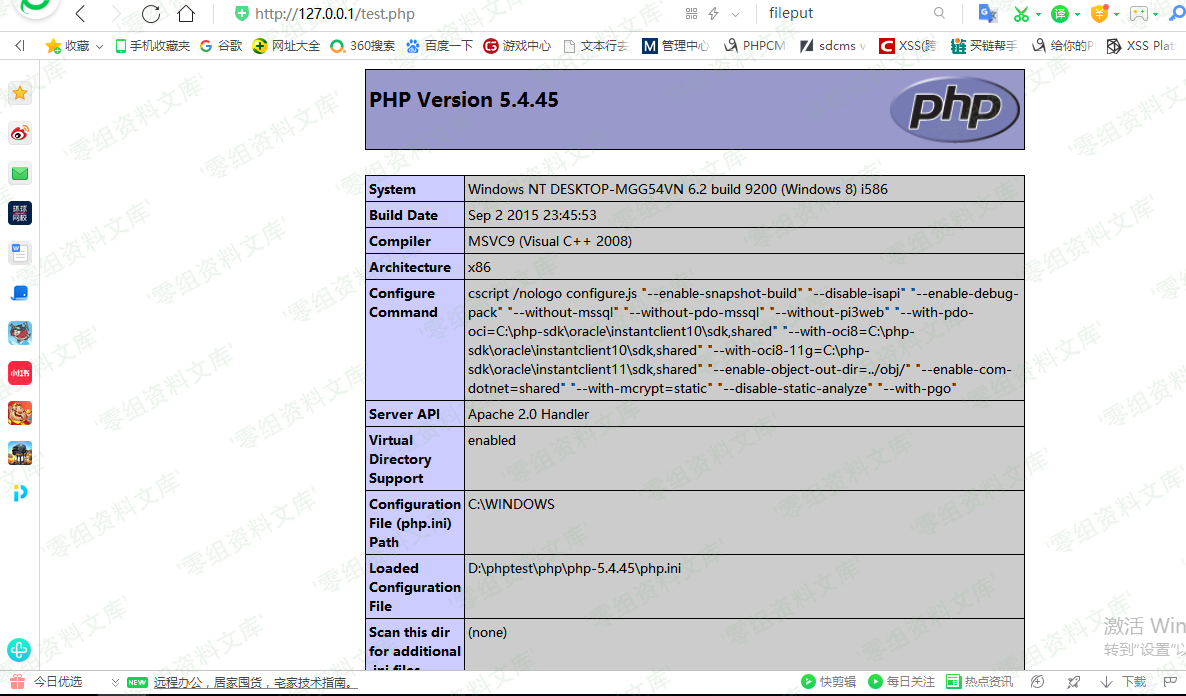 http://127.0.0.1/test.php
fileput
收藏 手机收藏夹 谷歌 网址大全 360搜索 百度一下 游戏中心 文本行 管理中心 PHPCM sdcms XSS(跨 买链帮手 给你的P XSS Plat
PHP Version 5.4.45
php
System Windows NT DESKTOP-MGG54VN 6.2 build 9200 (Windows 8) i586
Build Date Sep 2 2015 23:45:53
Compiler MSVC9 (Visual C++ 2008)
Architecture x86
Configure Command
cscript /nologo configure.js "--enable-snapshot-build" "--disable-isapi" "--enable-debug-
pack" "--without-mssql" "--without-pdo-mssql" "--without-pi3web" "--with-pdo-
oci=C:\php-sdk\oracle\instantclient10\sdk,shared" "--with-oci8=C:\php-
sdk\oracle\instantclient10\sdk,shared" "--with-oci8-11g=C:\php-
sdk\oracle\instantclient11\sdk,shared" "--enable-object-out-dir=../obj/" "--enable-com-
dotnet=shared" "--with-mcrypt=static" "--disable-static-analyze" "--with-pgo"
Server API Apache 2.0 Handler
Virtual
Directory
Support
enabled
Configuration
File (php.ini)
Path
C:\WINDOWS
Loaded
Configuration
File
D:\phptest\php\php-5.4.45\php.ini
Scan this dir
for additional
(none)
零组资料文库
激活 Win
转到"设置"以
今日优选 NEW 远程办公，居家囤货，宅家技术指南。
快剪辑 每日关注 热点资讯 下载